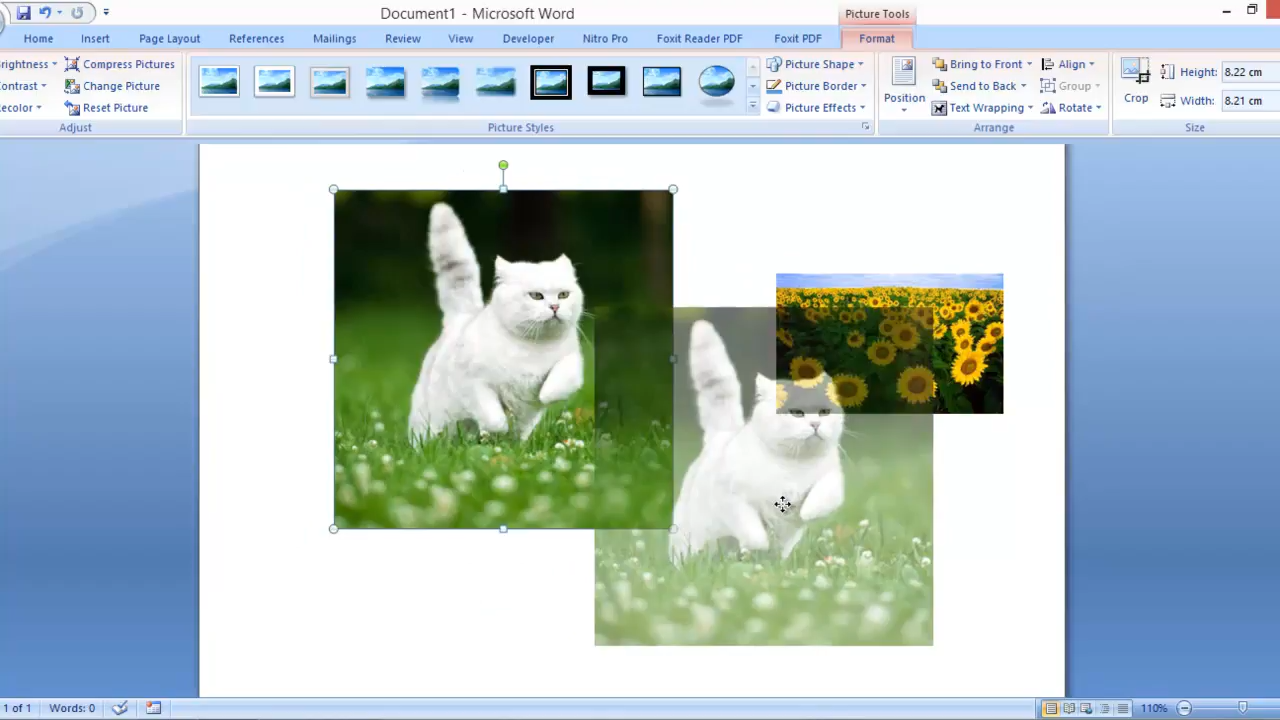 Document1 - Microsoft Word
Picture Tools
Home Insert Page Layout References Mailings Review View Developer Nitro Pro Foxit Reader PDF Foxit PDF Format
rightness Compress Pictures Picture Shape Bring to Front Align Height: 8.22 cm
ontrast Change Picture Picture Border Send to Back Group
ecolor Reset Picture Picture Effects Position Text Wrapping Rotate Crop Width: 8.21 cm
Adjust Picture Styles Arrange Size
1 of 1 Words: 0 110%